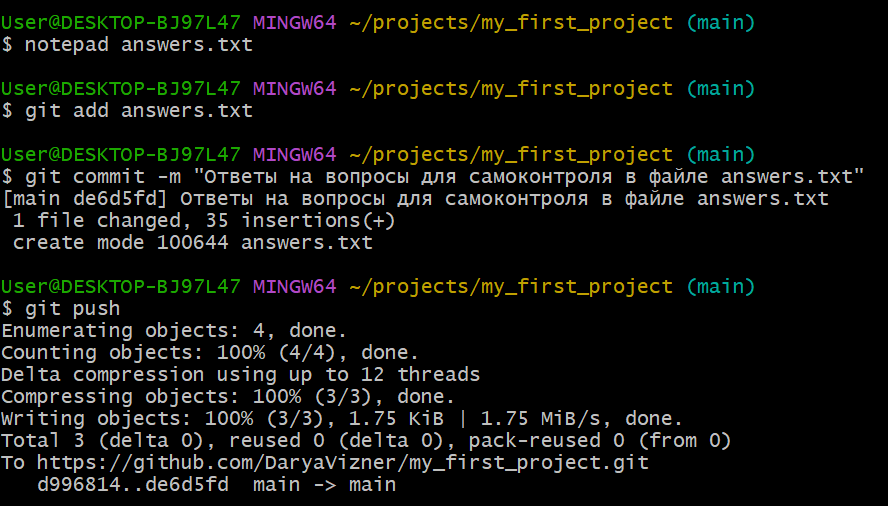 User@DESKTOP-BJ97L47 MINGW64 ~/projects/my_first_project (main)
$ notepad answers.txt
User@DESKTOP-BJ97L47 MINGW64 ~/projects/my_first_project (main)
$ git add answers.txt
User@DESKTOP-BJ97L47 MINGW64 ~/projects/my_first_project (main)
$ git commit -m "Ответы на вопросы для самоконтроля в файле answers.txt"
[main de6d5fd] Ответы на вопросы для самоконтроля в файле answers.txt
 1 file changed, 35 insertions(+)
 create mode 100644 answers.txt
User@DESKTOP-BJ97L47 MINGW64 ~/projects/my_first_project (main)
$ git push
Enumerating objects: 4, done.
Counting objects: 100% (4/4), done.
Delta compression using up to 12 threads
Compressing objects: 100% (3/3), done.
Writing objects: 100% (3/3), 1.75 KiB | 1.75 MiB/s, done.
Total 3 (delta 0), reused 0 (delta 0), pack-reused 0 (from 0)
To https://github.com/DaryaVizner/my_first_project.git
   d996814..de6d5fd  main -> main